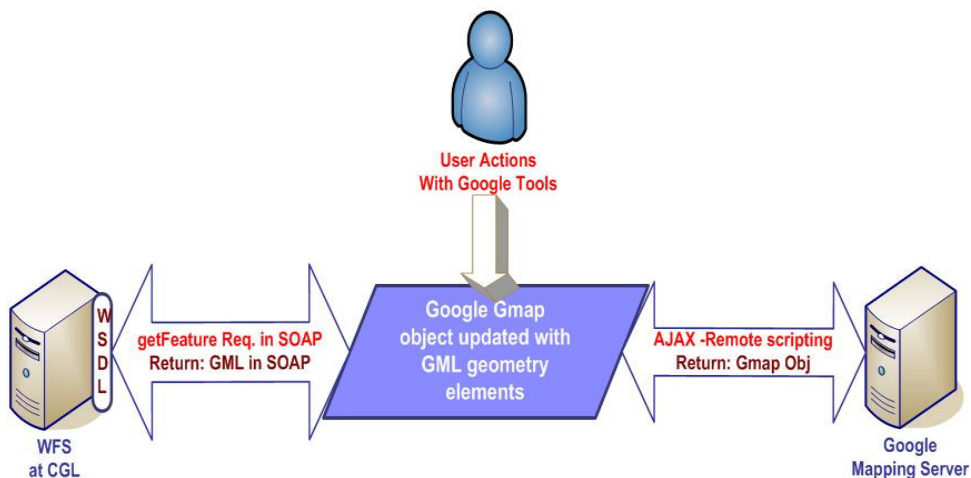 User Actions
With Google Tools
W
S
D
L
getFeature Req. in SOAP
Return: GML in SOAP
Google Gmap
object updated with
GML geometry
elements
AJAX -Remote scripting
Return: Gmap Obj
WFS
at CGL
Google
Mapping Server